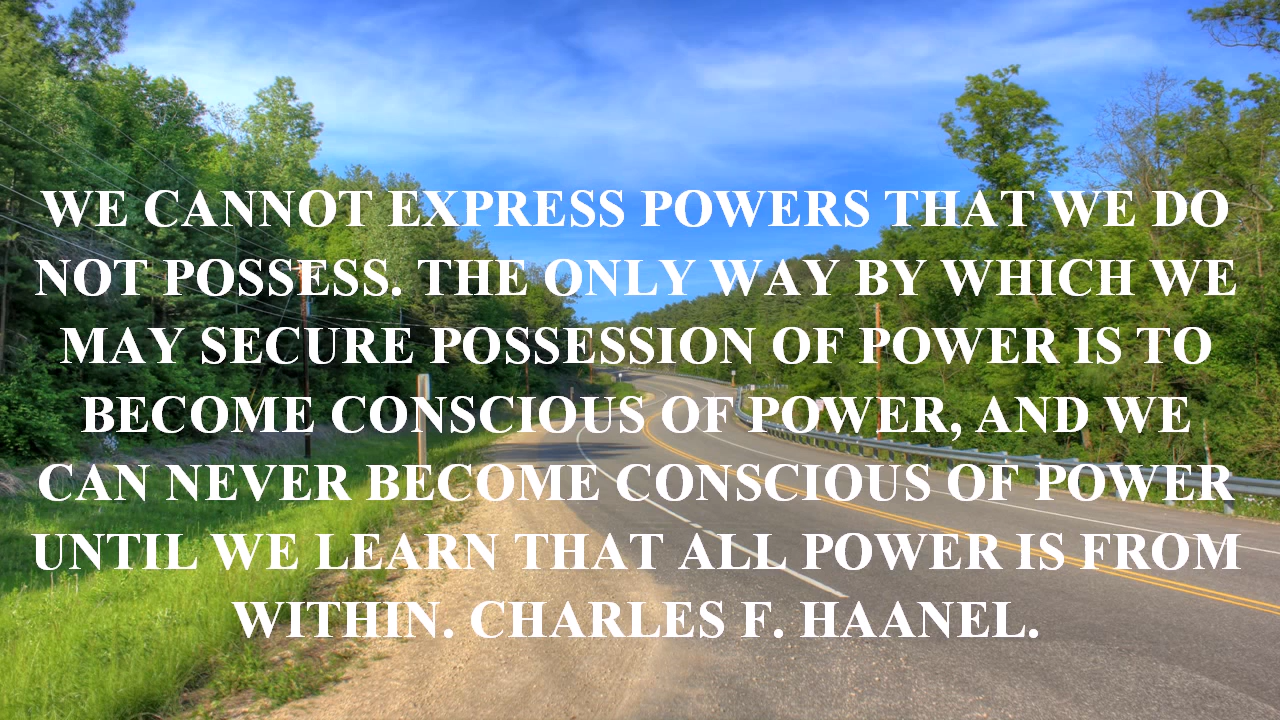 WE CANNOT EXPRESS POWERS THAT WE DO
NOT POSSESS. THE ONLY WAY BY WHICH WE
MAY SECURE POSSESSION OF POWER IS TO
BECOME CONSCIOUS OF POWER, AND WE
CAN NEVER BECOME CONSCIOUS OF POWER
UNTIL WE LEARN THAT ALL POWER IS FROM
WITHIN. CHARLES F. HAANEL.